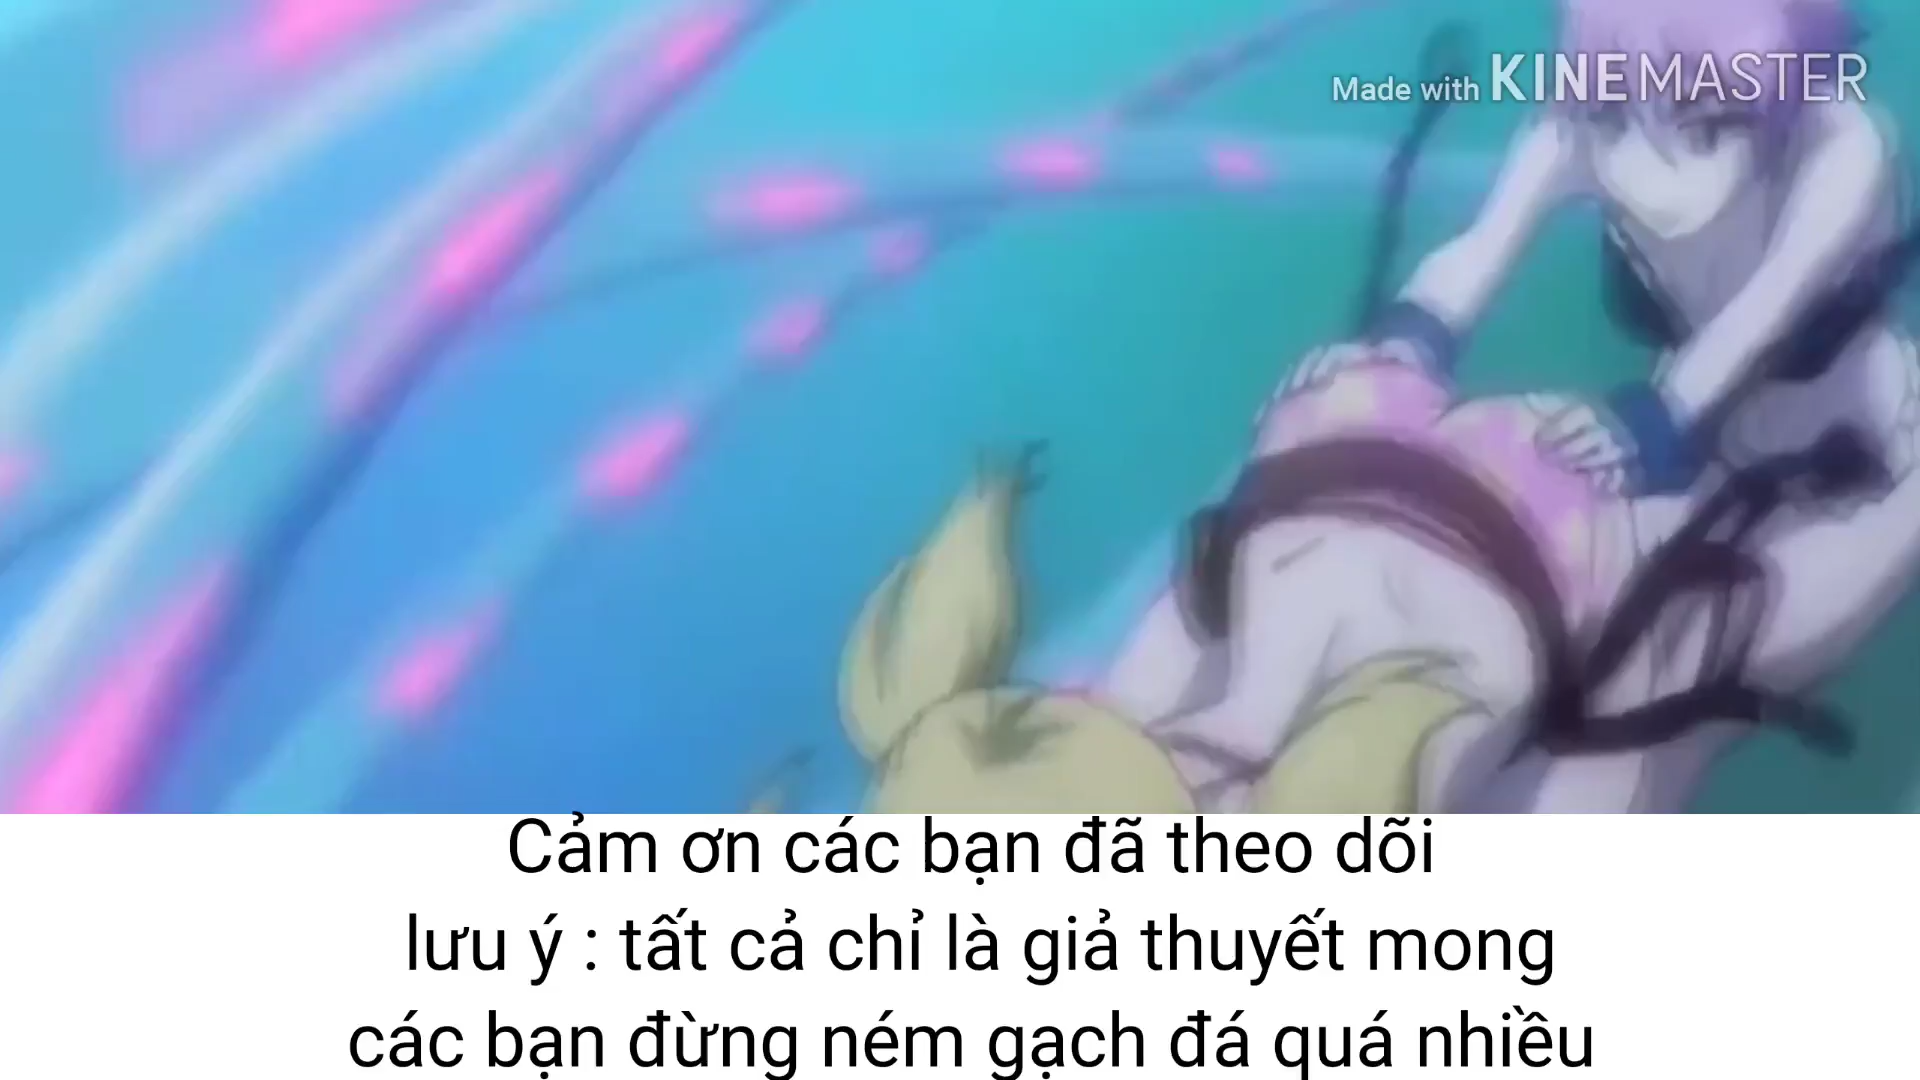 Made with KINEMASTER
Cảm ơn các bạn đã theo dõi
lưu ý : tất cả chỉ là giả thuyết mong
các bạn đừng ném gạch đá quá nhiều